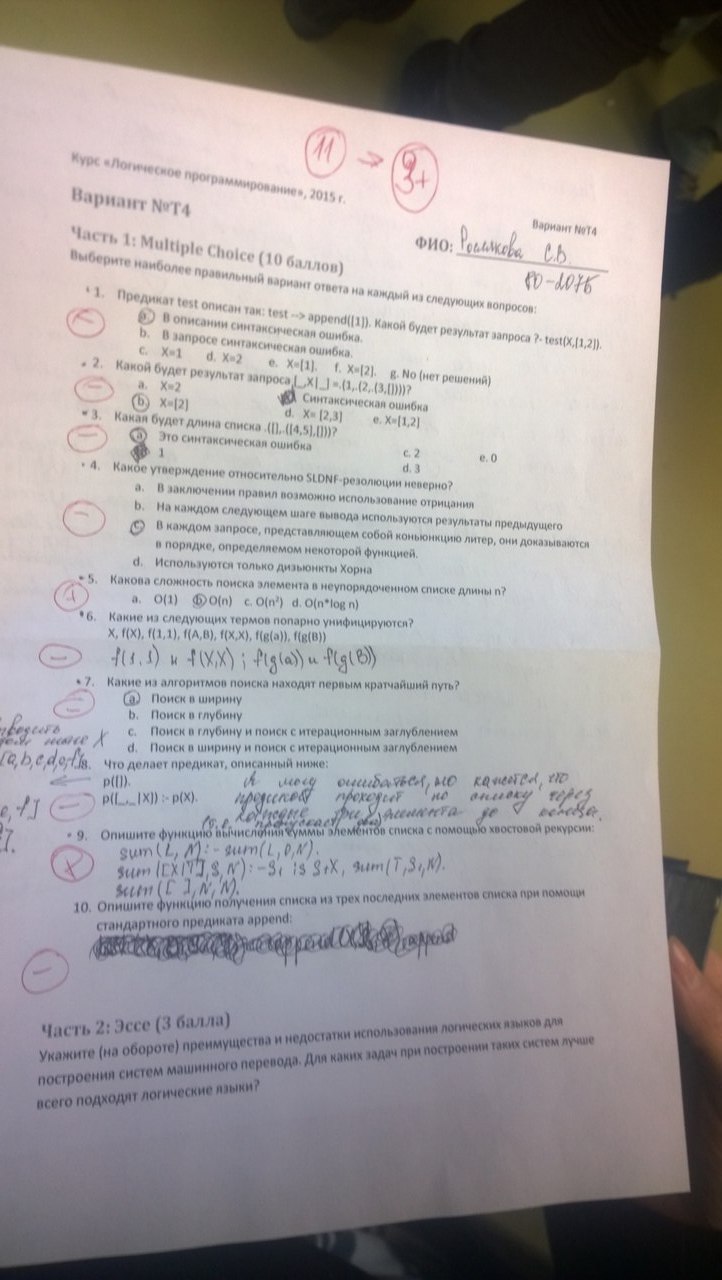 11 → 3+
Курс «Логическое программирование», 2015 г.
Вариант №Т4
Вариант №Т4
ФИО: С.В
80-207Б
Часть 1: Multiple Choice (10 баллов)
Выберите наиболее правильный вариант ответа на каждый из следующих вопросов:
1. Предикат test описан так: test --> append([1]). Какой будет результат запроса ?- test(X,[1,2]).
a. В описании синтаксическая ошибка.
b. В запросе синтаксическая ошибка.
c. X=1 d. X=2 e. X=[1]. f. X=[2]. g. No (нет решений)
2. Какой будет результат запроса [_,X|_] =.(1,.(2,.(3,[])))?
a. X=2 Синтаксическая ошибка
b. X=[2] d. X= [2,3] e. X=[1,2]
3. Какая будет длина списка .([],.([4,5],[]))?
a Это синтаксическая ошибка c. 2 e. 0
1 d. 3
4. Какое утверждение относительно SLDNF-резолюции неверно?
a. В заключении правил возможно использование отрицания
b. На каждом следующем шаге вывода используются результаты предыдущего
c В каждом запросе, представляющем собой конъюнкцию литер, они доказываются
в порядке, определяемом некоторой функцией.
d. Используются только дизъюнкты Хорна
5. Какова сложность поиска элемента в неупорядоченном списке длины n?
a. O(1) b O(n) c. O(n²) d. O(n*log n)
6. Какие из следующих термов попарно унифицируются?
X, f(X), f(1,1), f(A,B), f(X,X), f(g(a)), f(g(B))
f(1,1) и f(X,X) ; f(g(a)) и f(g(B))
7. Какие из алгоритмов поиска находят первым кратчайший путь?
a Поиск в ширину
b. Поиск в глубину
c. Поиск в глубину и поиск с итерационным заглублением
d. Поиск в ширину и поиск с итерационным заглублением
X
[a,b,c,d,e,f]
8. Что делает предикат, описанный ниже:
p([]). Я могу ошибаться, но кажется, что
p([_,_|X]) :- p(X). предикат проходит по списку через
каждые три элемента до конца.
9. Опишите функцию вычисления суммы элементов списка с помощью хвостовой рекурсии:
sum(L, N):- sum(L,0,N).
sum([X|T],S,N):-S₁ is S+X, sum(T,S₁,N).
sum([ ],N,N).
10. Опишите функцию получения списка из трех последних элементов списка при помощи
стандартного предиката append:
Часть 2: Эссе (3 балла)
Укажите (на обороте) преимущества и недостатки использования логических языков для
построения систем машинного перевода. Для каких задач при построении таких систем лучше
всего подходят логические языки?